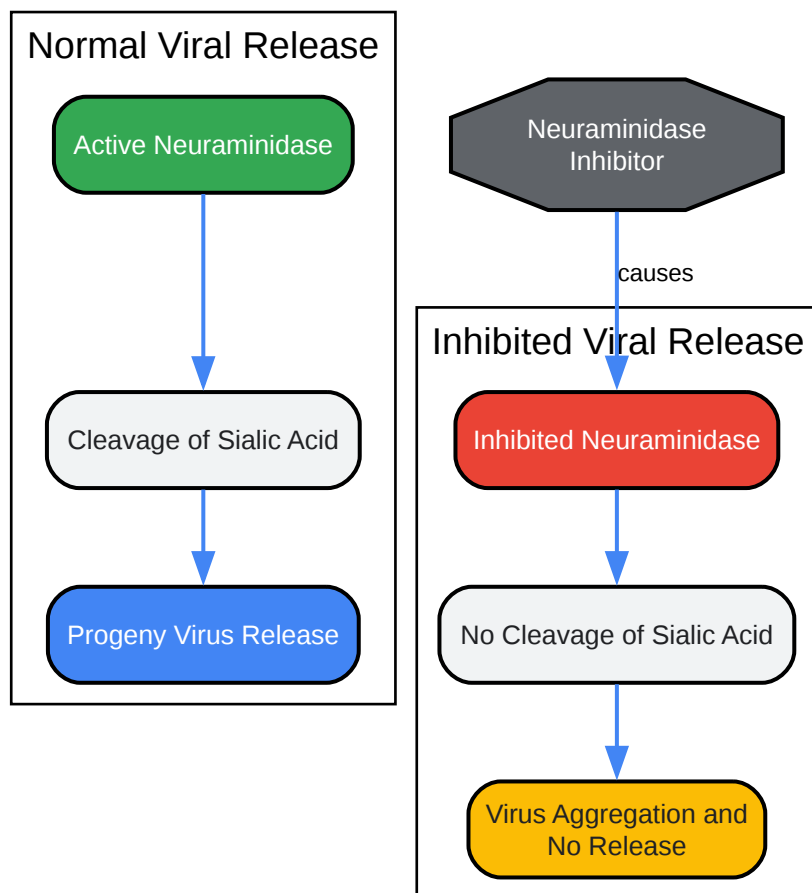 Normal Viral Release
Active Neuraminidase
Cleavage of Sialic Acid
Progeny Virus Release
Neuraminidase
Inhibitor
causes
Inhibited Viral Release
Inhibited Neuraminidase
No Cleavage of Sialic Acid
Virus Aggregation and
No Release